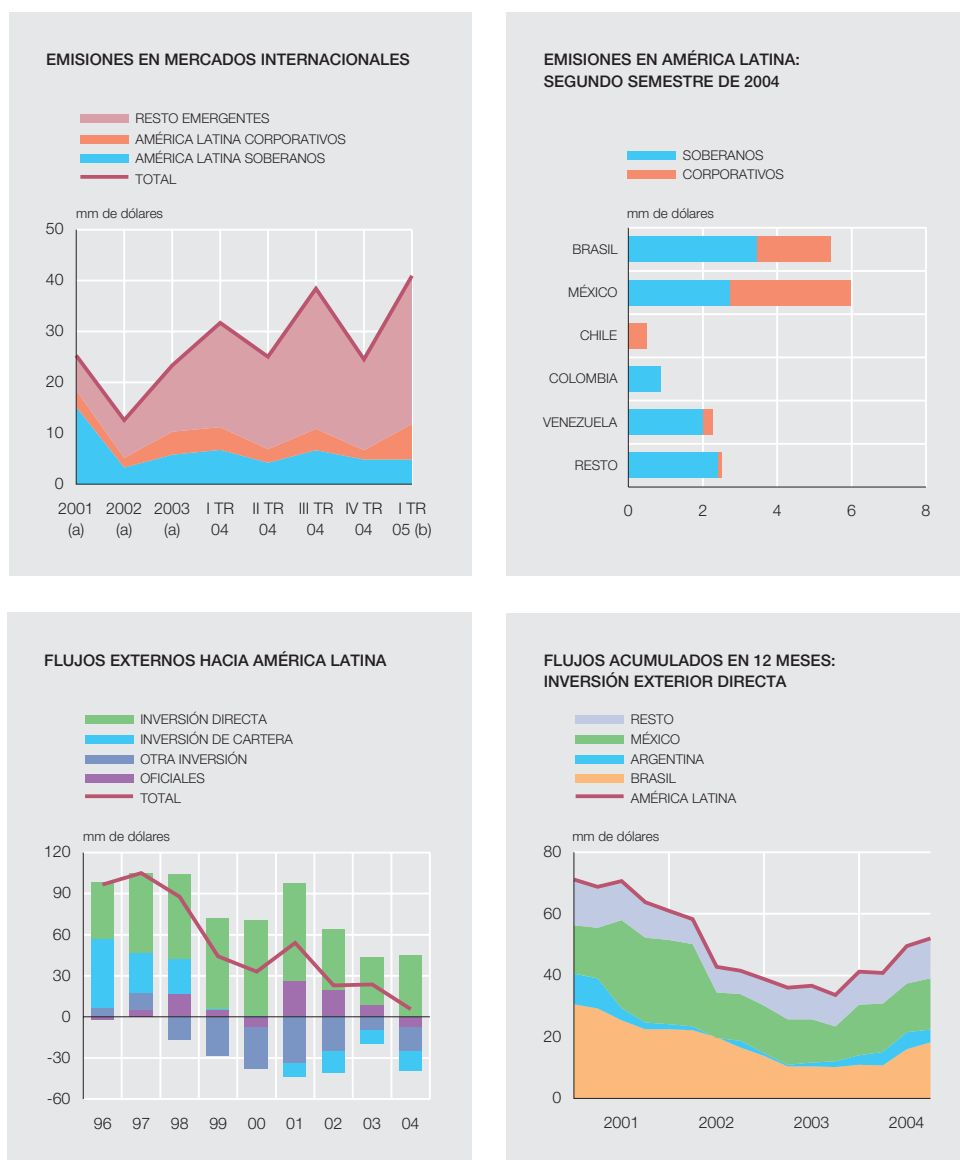 EMISIONES EN MERCADOS INTERNACIONALES
RESTO EMERGENTES
AMÉRICA LATINA CORPORATIVOS
AMÉRICA LATINA SOBERANOS
TOTAL
mm de dólares
50
40
30
20
10
0
2001 2002 2003 I TR II TR III TR IV TR I TR
(a) (a) (a) 04 04 04 04 05 (b)
EMISIONES EN AMÉRICA LATINA:
SEGUNDO SEMESTRE DE 2004
SOBERANOS
CORPORATIVOS
mm de dólares
BRASIL
MÉXICO
CHILE
COLOMBIA
VENEZUELA
RESTO
0 2 4 6 8
FLUJOS EXTERNOS HACIA AMÉRICA LATINA
INVERSIÓN DIRECTA
INVERSIÓN DE CARTERA
OTRA INVERSIÓN
OFICIALES
TOTAL
mm de dólares
120
90
60
30
0
-30
-60
96 97 98 99 00 01 02 03 04
FLUJOS ACUMULADOS EN 12 MESES:
INVERSIÓN EXTERIOR DIRECTA
RESTO
MÉXICO
ARGENTINA
BRASIL
AMÉRICA LATINA
mm de dólares
80
60
40
20
0
2001 2002 2003 2004